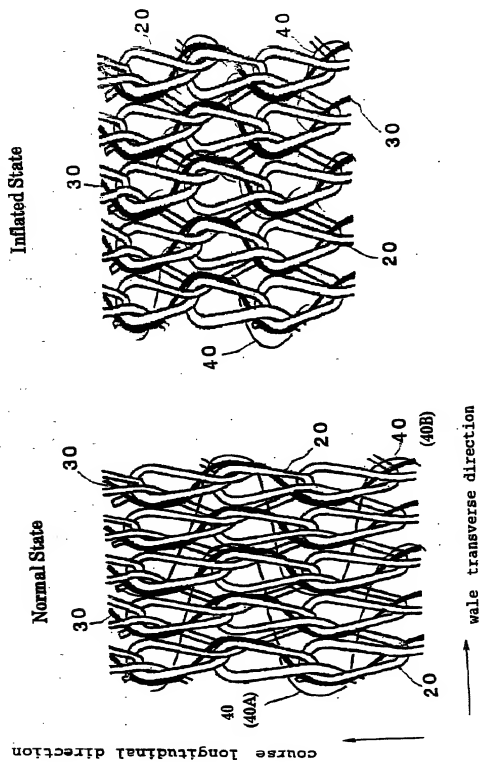 Inflated State
30
20
40
40
20
30
Normal State
30
20
40
(40A)
20
40
(40B)
course longitudinal direction
wale transverse direction